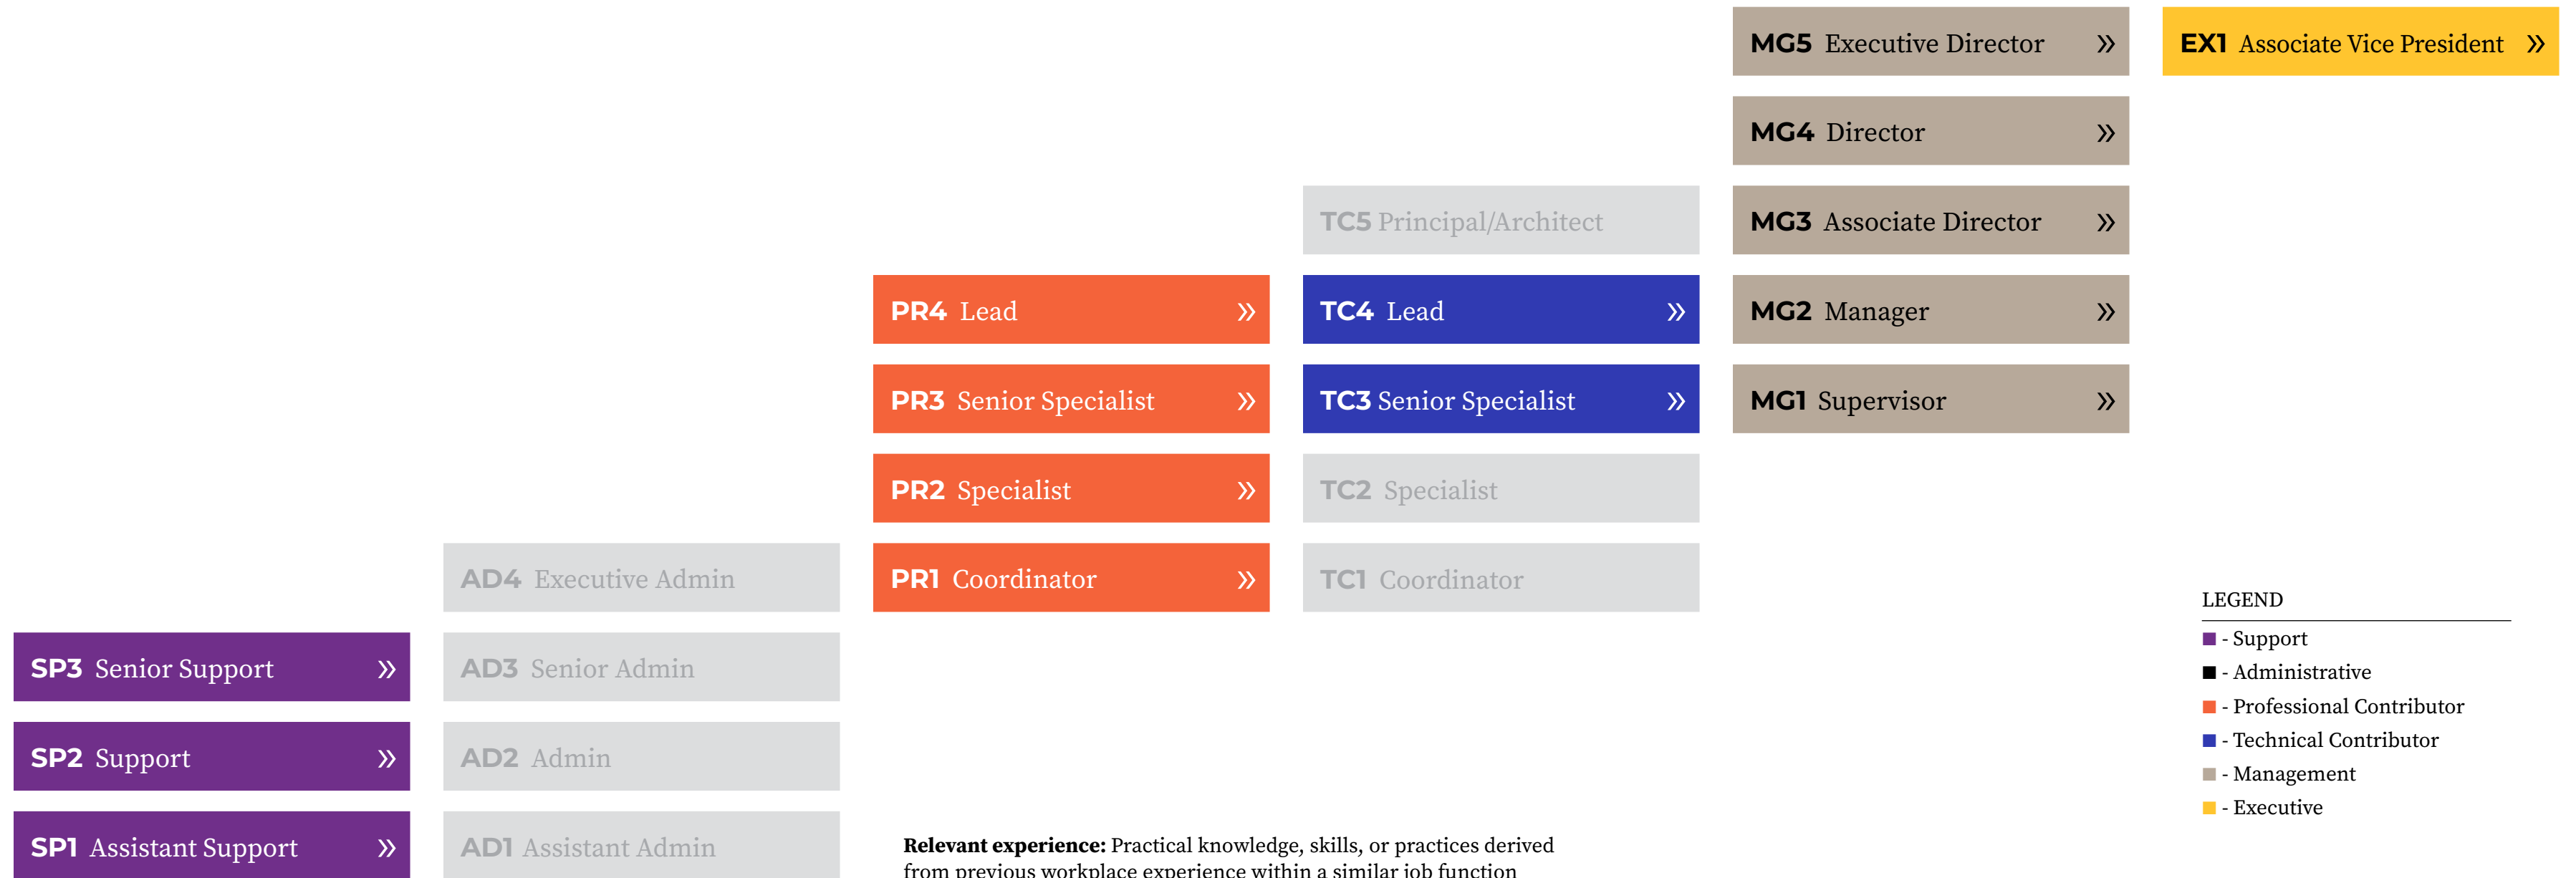 MG5 Executive Director »
EX1 Associate Vice President »
MG4 Director »
TC5 Principal/Architect
MG3 Associate Director »
PR4 Lead »
TC4 Lead »
MG2 Manager »
PR3 Senior Specialist »
TC3 Senior Specialist »
MG1 Supervisor »
PR2 Specialist »
TC2 Specialist
AD4 Executive Admin
PR1 Coordinator »
TC1 Coordinator
SP3 Senior Support »
AD3 Senior Admin
SP2 Support »
AD2 Admin
SP1 Assistant Support »
AD1 Assistant Admin
LEGEND
- Support
- Administrative
- Professional Contributor
- Technical Contributor
- Management
- Executive
Relevant experience: Practical knowledge, skills, or practices derived
from previous workplace experience within a similar job function